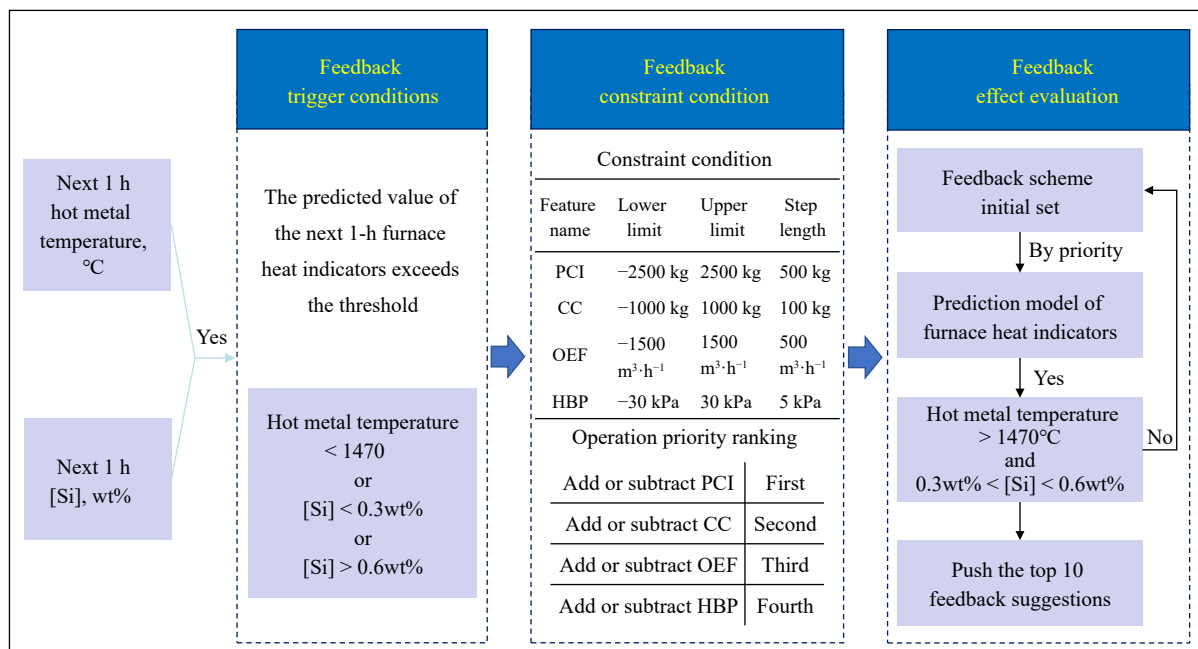 Next 1 h
hot metal
temperature,
°C
Next 1 h
[Si], wt%
Yes
Feedback
trigger conditions
The predicted value of
the next 1-h furnace
heat indicators exceeds
the threshold
Hot metal temperature
< 1470
or
[Si] < 0.3wt%
or
[Si] > 0.6wt%
Feedback
constraint condition
Constraint condition
Feature name Lower limit Upper limit Step length
PCI −2500 kg 2500 kg 500 kg
CC −1000 kg 1000 kg 100 kg
OEF −1500 m³·h⁻¹ 1500 m³·h⁻¹ 500 m³·h⁻¹
HBP −30 kPa 30 kPa 5 kPa
Operation priority ranking
Add or subtract PCI First
Add or subtract CC Second
Add or subtract OEF Third
Add or subtract HBP Fourth
Feedback
effect evaluation
Feedback scheme
initial set
By priority
Prediction model of
furnace heat indicators
Yes
Hot metal temperature
> 1470°C
and
0.3wt% < [Si] < 0.6wt%
No
Push the top 10
feedback suggestions